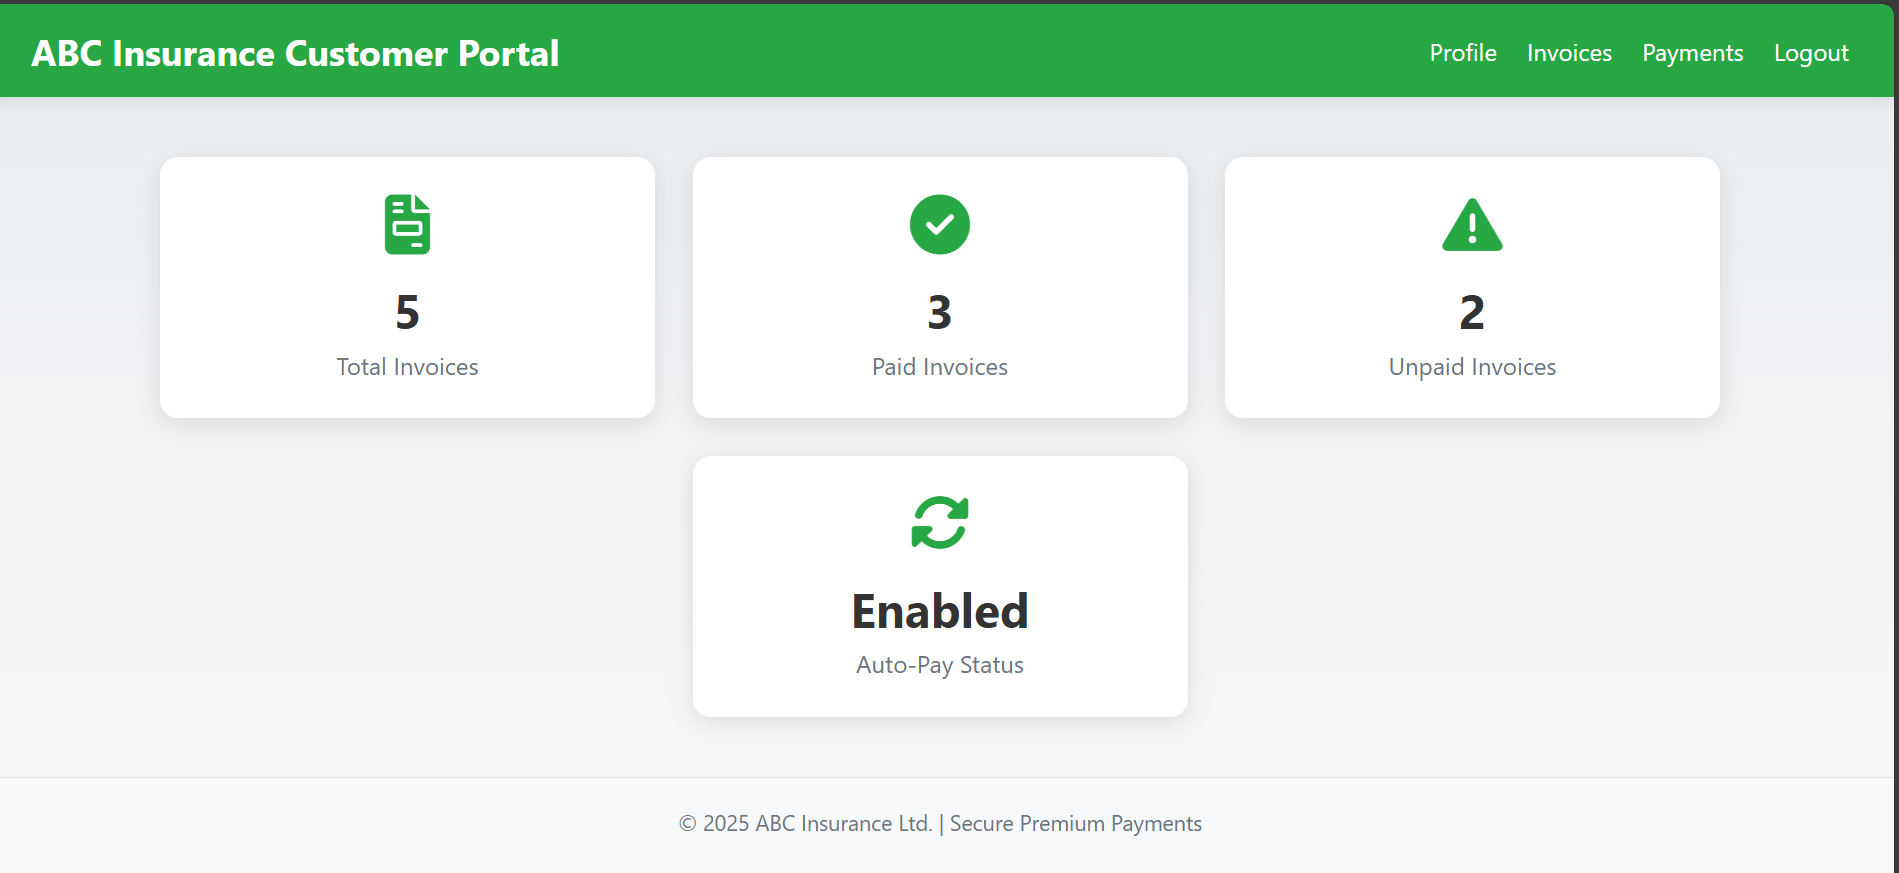 ABC Insurance Customer Portal
Profile Invoices Payments Logout
5
Total Invoices
3
Paid Invoices
2
Unpaid Invoices
Enabled
Auto-Pay Status
© 2025 ABC Insurance Ltd. | Secure Premium Payments